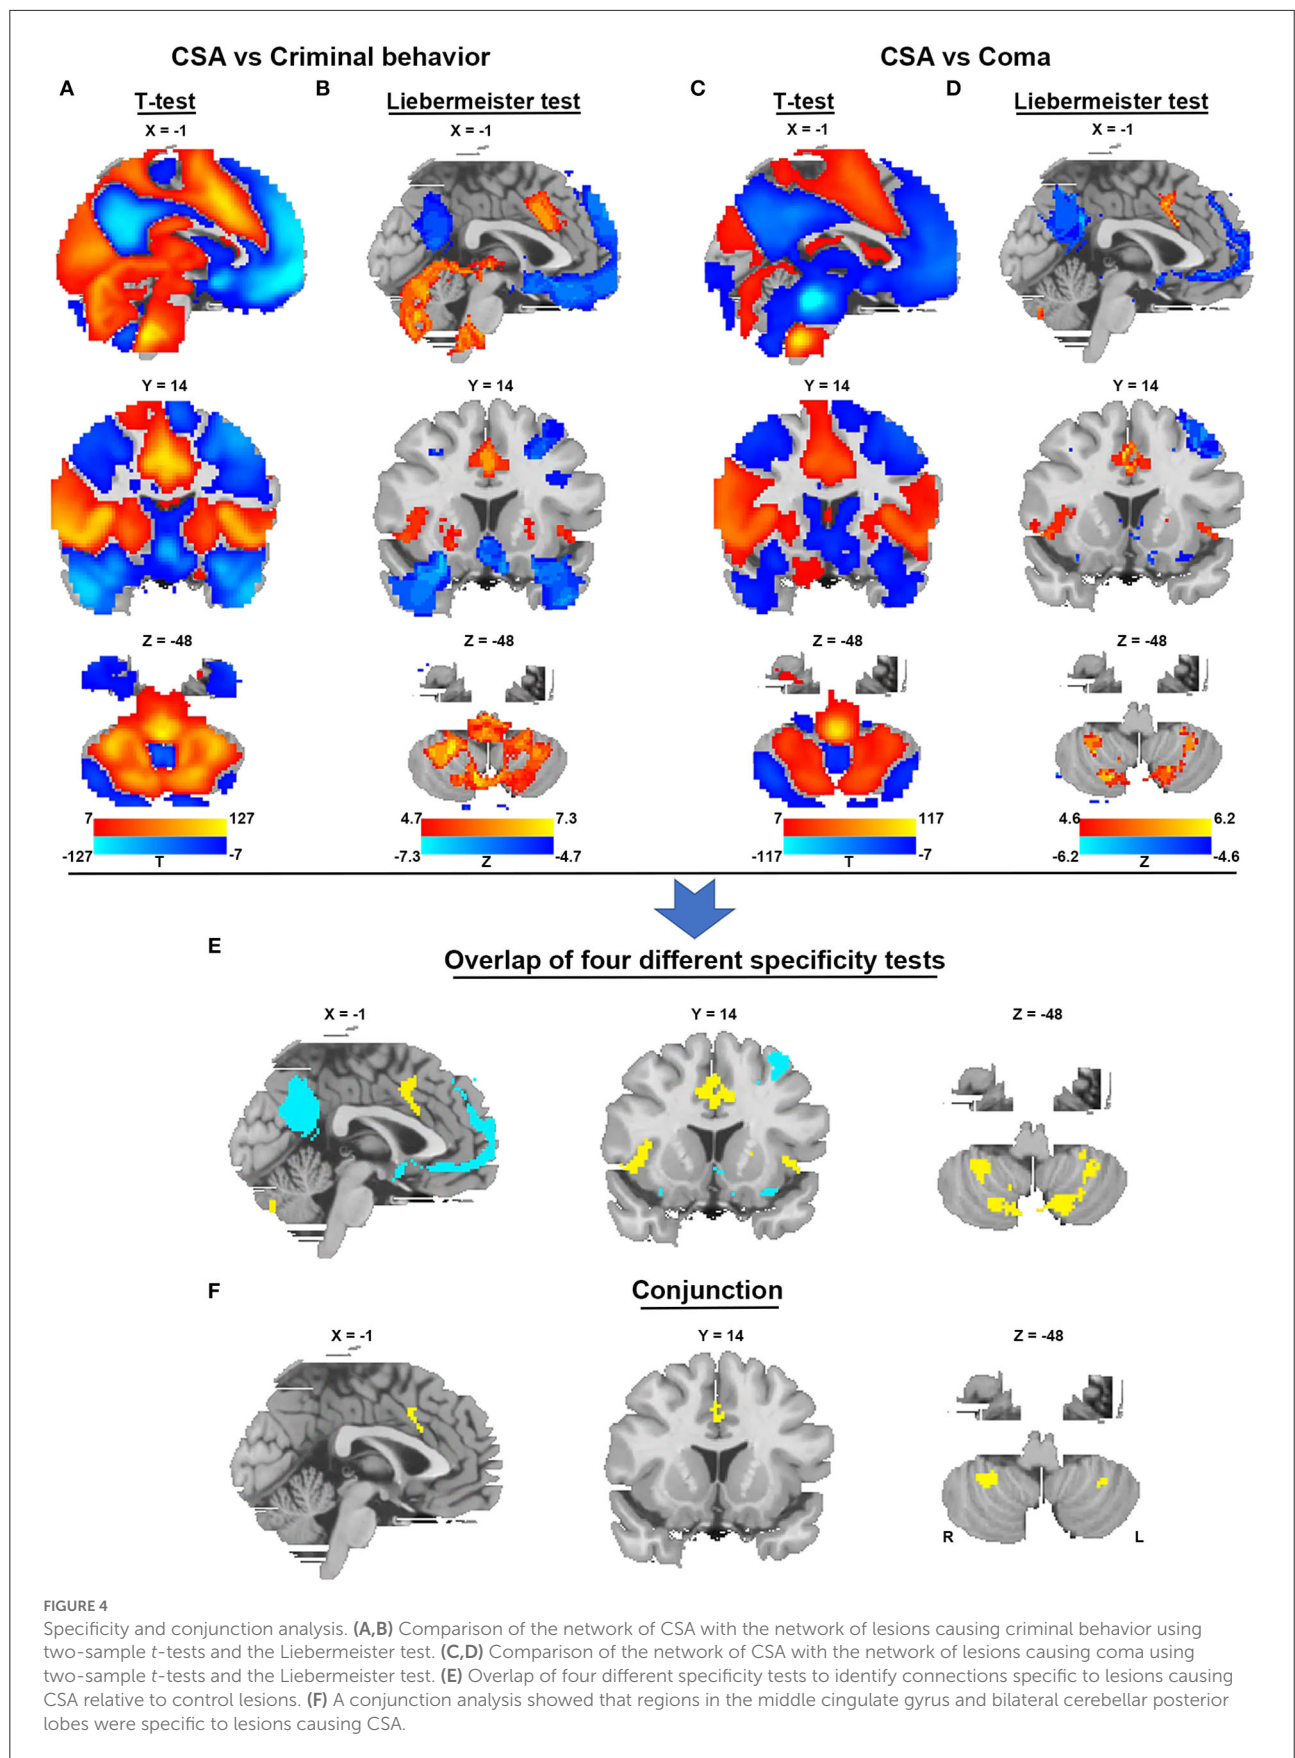 CSA vs Criminal behavior
CSA vs Coma
A
T-test
B
Liebermeister test
C
T-test
D
Liebermeister test
X = -1
X = -1
X = -1
X = -1
Y = 14
Y = 14
Y = 14
Y = 14
Z = -48
Z = -48
Z = -48
Z = -48
7 127
-127 T -7
4.7 7.3
-7.3 Z -4.7
7 117
-117 T -7
4.6 6.2
-6.2 Z -4.6
E
Overlap of four different specificity tests
X = -1
Y = 14
Z = -48
F
Conjunction
X = -1
Y = 14
Z = -48
R L
FIGURE 4
Specificity and conjunction analysis. (A,B) Comparison of the network of CSA with the network of lesions causing criminal behavior using
two-sample t-tests and the Liebermeister test. (C,D) Comparison of the network of CSA with the network of lesions causing coma using
two-sample t-tests and the Liebermeister test. (E) Overlap of four different specificity tests to identify connections specific to lesions causing
CSA relative to control lesions. (F) A conjunction analysis showed that regions in the middle cingulate gyrus and bilateral cerebellar posterior
lobes were specific to lesions causing CSA.